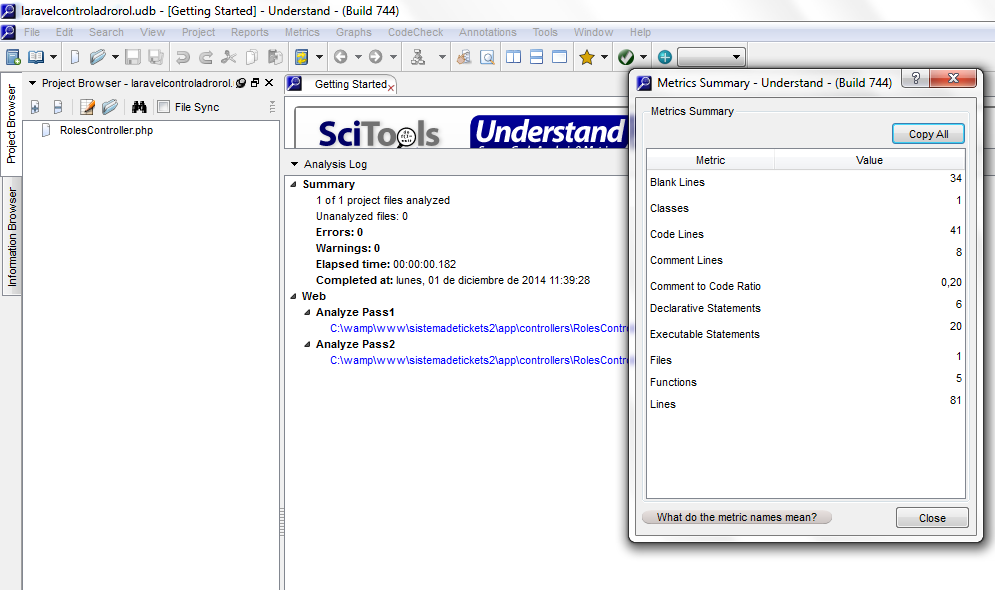 laravelcontroladrorol.udb - [Getting Started] - Understand - (Build 744)
File Edit Search View Project Reports Metrics Graphs CodeCheck Annotations Tools Window Help
Project Browser
Information Browser
Project Browser - laravelcontroladrorol.
File Sync
RolesController.php
Getting Started
SciTools
Understand
Analysis Log
Summary
1 of 1 project files analyzed
Unanalyzed files: 0
Errors: 0
Warnings: 0
Elapsed time: 00:00:00.182
Completed at: lunes, 01 de diciembre de 2014 11:39:28
Web
Analyze Pass1
C:\wamp\www\sistemadetickets2\app\controllers\RolesContr
Analyze Pass2
C:\wamp\www\sistemadetickets2\app\controllers\RolesContr
Metrics Summary - Understand - (Build 744)
Metrics Summary
Copy All
Metric Value
Blank Lines 34
Classes 1
Code Lines 41
Comment Lines 8
Comment to Code Ratio 0,20
Declarative Statements 6
Executable Statements 20
Files 1
Functions 5
Lines 81
What do the metric names mean?
Close